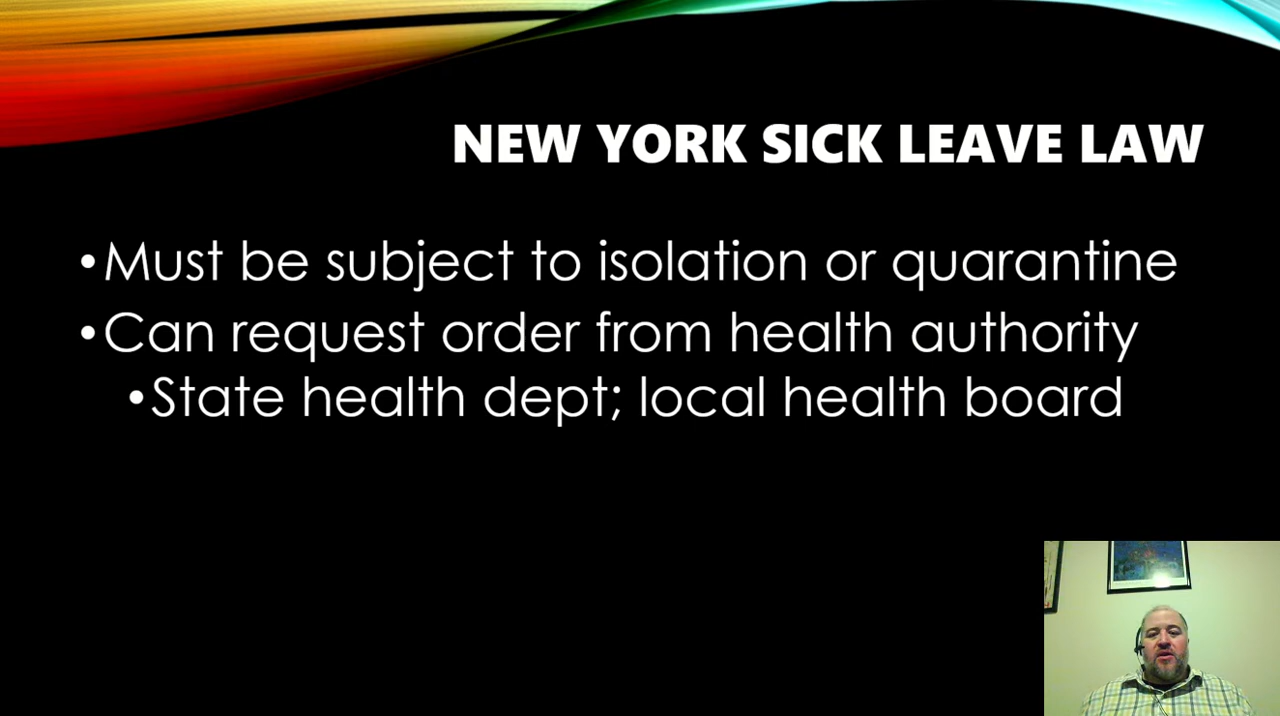 NEW YORK SICK LEAVE LAW
•Must be subject to isolation or quarantine
•Can request order from health authority
•State health dept; local health board